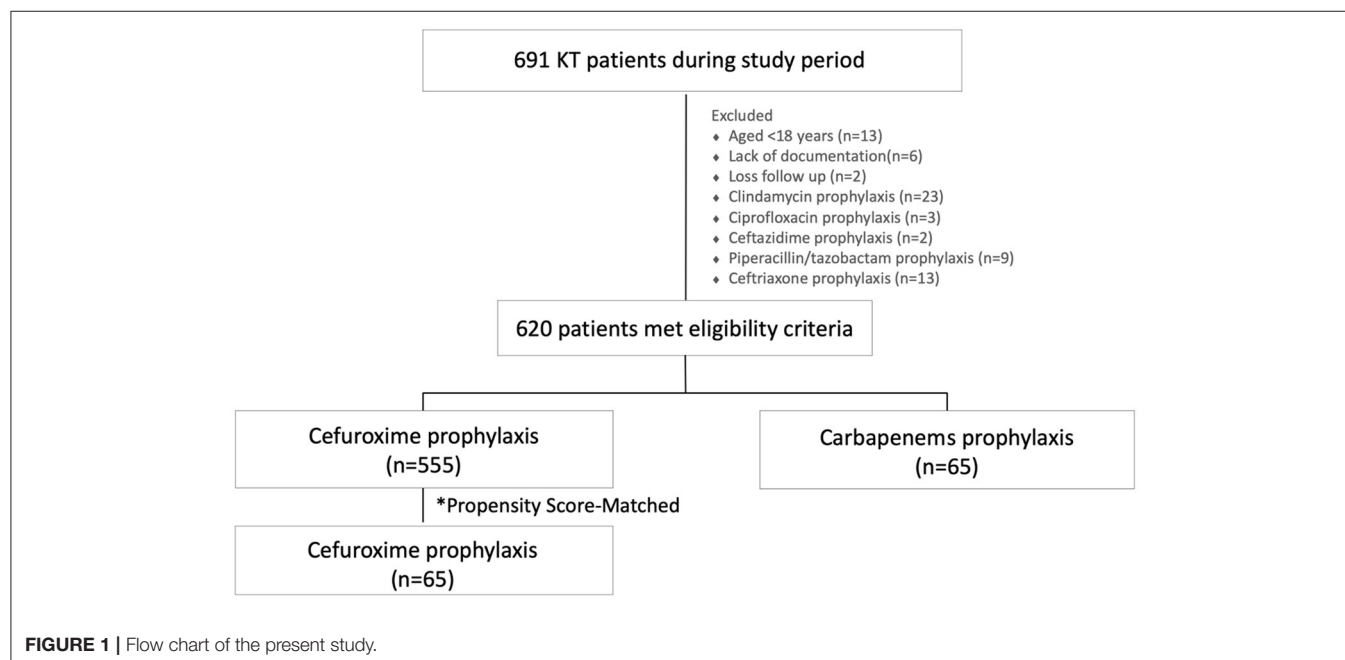 691 KT patients during study period
Excluded
♦ Aged <18 years (n=13)
♦ Lack of documentation(n=6)
♦ Loss follow up (n=2)
♦ Clindamycin prophylaxis (n=23)
♦ Ciprofloxacin prophylaxis (n=3)
♦ Ceftazidime prophylaxis (n=2)
♦ Piperacillin/tazobactam prophylaxis (n=9)
♦ Ceftriaxone prophylaxis (n=13)
620 patients met eligibility criteria
Cefuroxime prophylaxis
(n=555)
Carbapenems prophylaxis
(n=65)
*Propensity Score-Matched
Cefuroxime prophylaxis
(n=65)
FIGURE 1 | Flow chart of the present study.